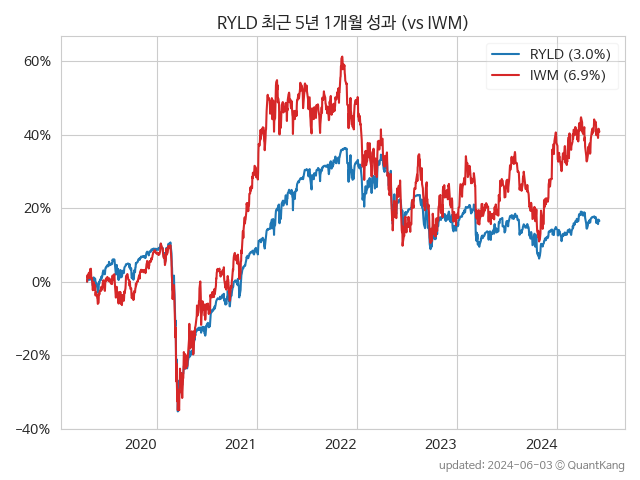 RYLD 최근 5년 1개월 성과 (vs IWM)
RYLD (3.0%)
IWM (6.9%)
60%
40%
20%
0%
−20%
−40%
2020 2021 2022 2023 2024
updated: 2024-06-03 © QuantKang